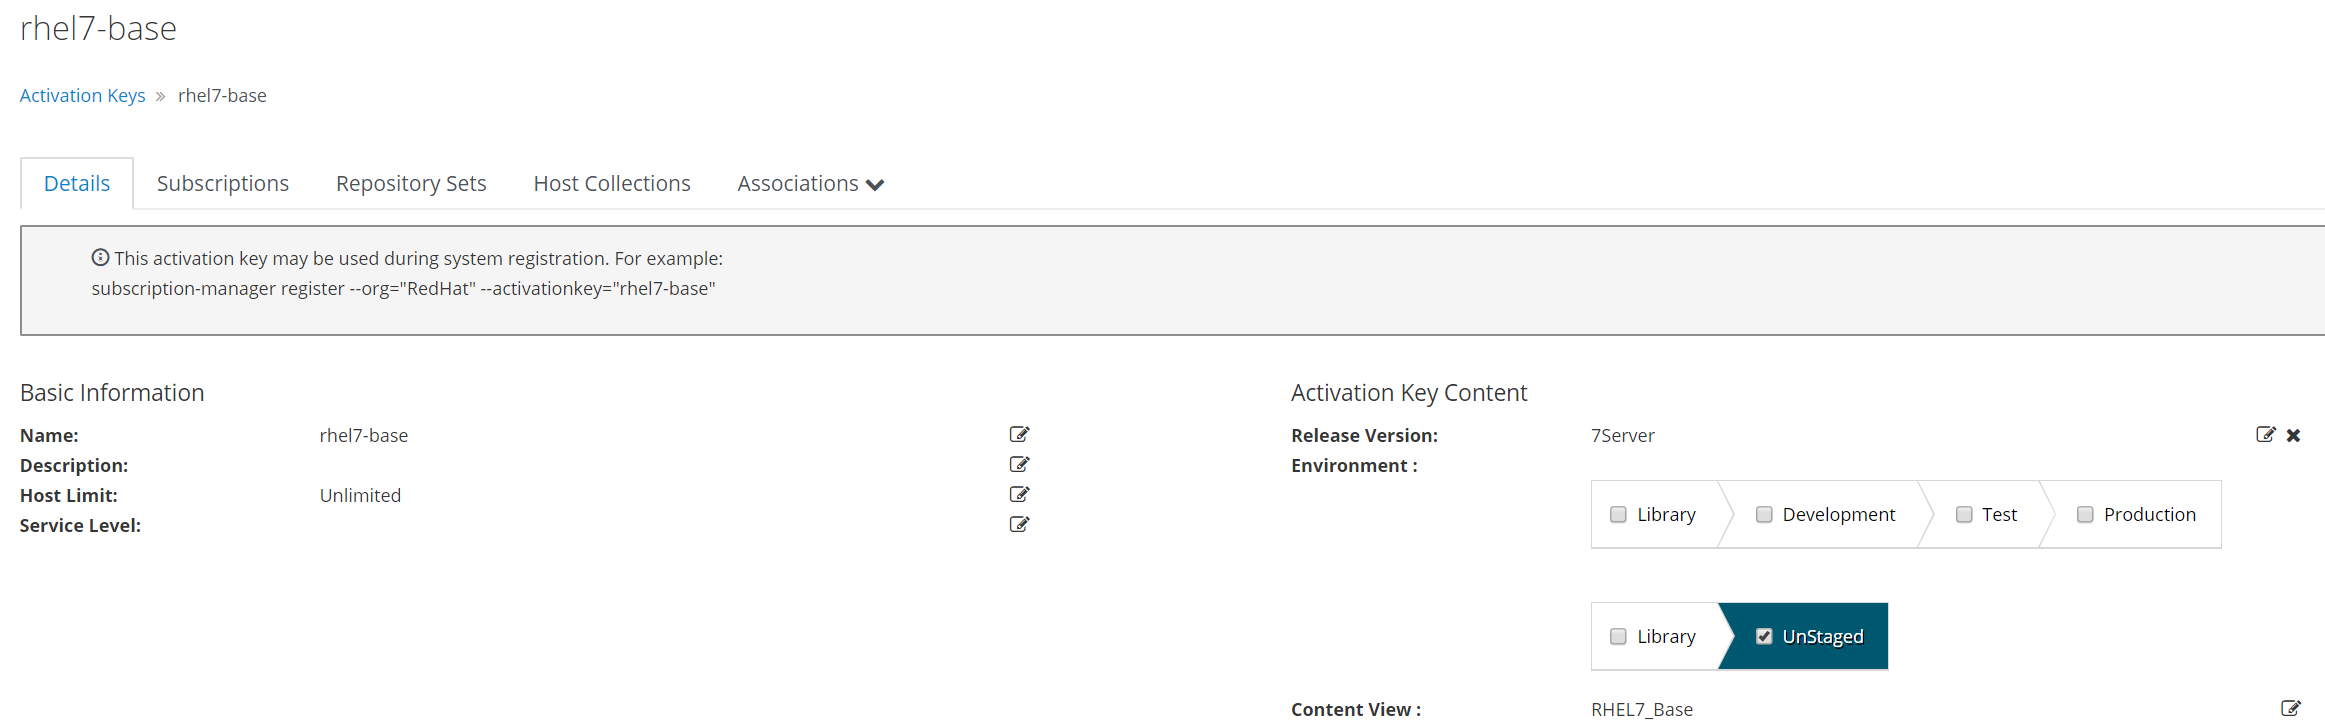 rhel7-base
Activation Keys » rhel7-base
Details Subscriptions Repository Sets Host Collections Associations
This activation key may be used during system registration. For example:
subscription-manager register --org="RedHat" --activationkey="rhel7-base"
Basic Information
Name: rhel7-base
Description:
Host Limit: Unlimited
Service Level:
Activation Key Content
Release Version: 7Server
Environment :
Library Development Test Production
Library UnStaged
Content View : RHEL7_Base